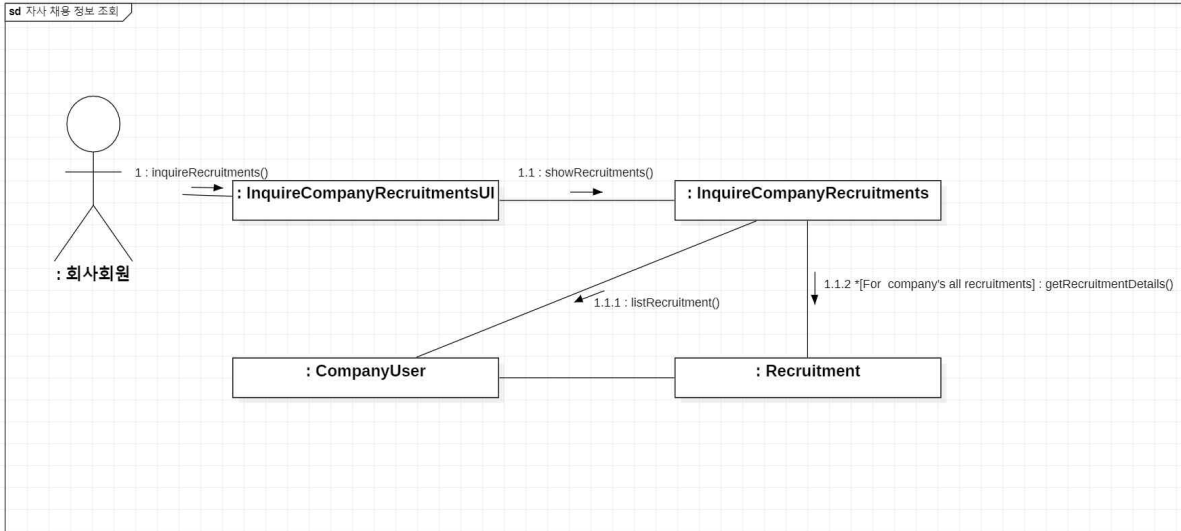 sd 자사 채용 정보 조회
1 : inquireRecruitments()
1.1 : showRecruitments()
: InquireCompanyRecruitmentsUI
: InquireCompanyRecruitments
: 회사회원
1.1.2 *[For  company's all recruitments] : getRecruitmentDetails()
1.1.1 : listRecruitment()
: CompanyUser
: Recruitment